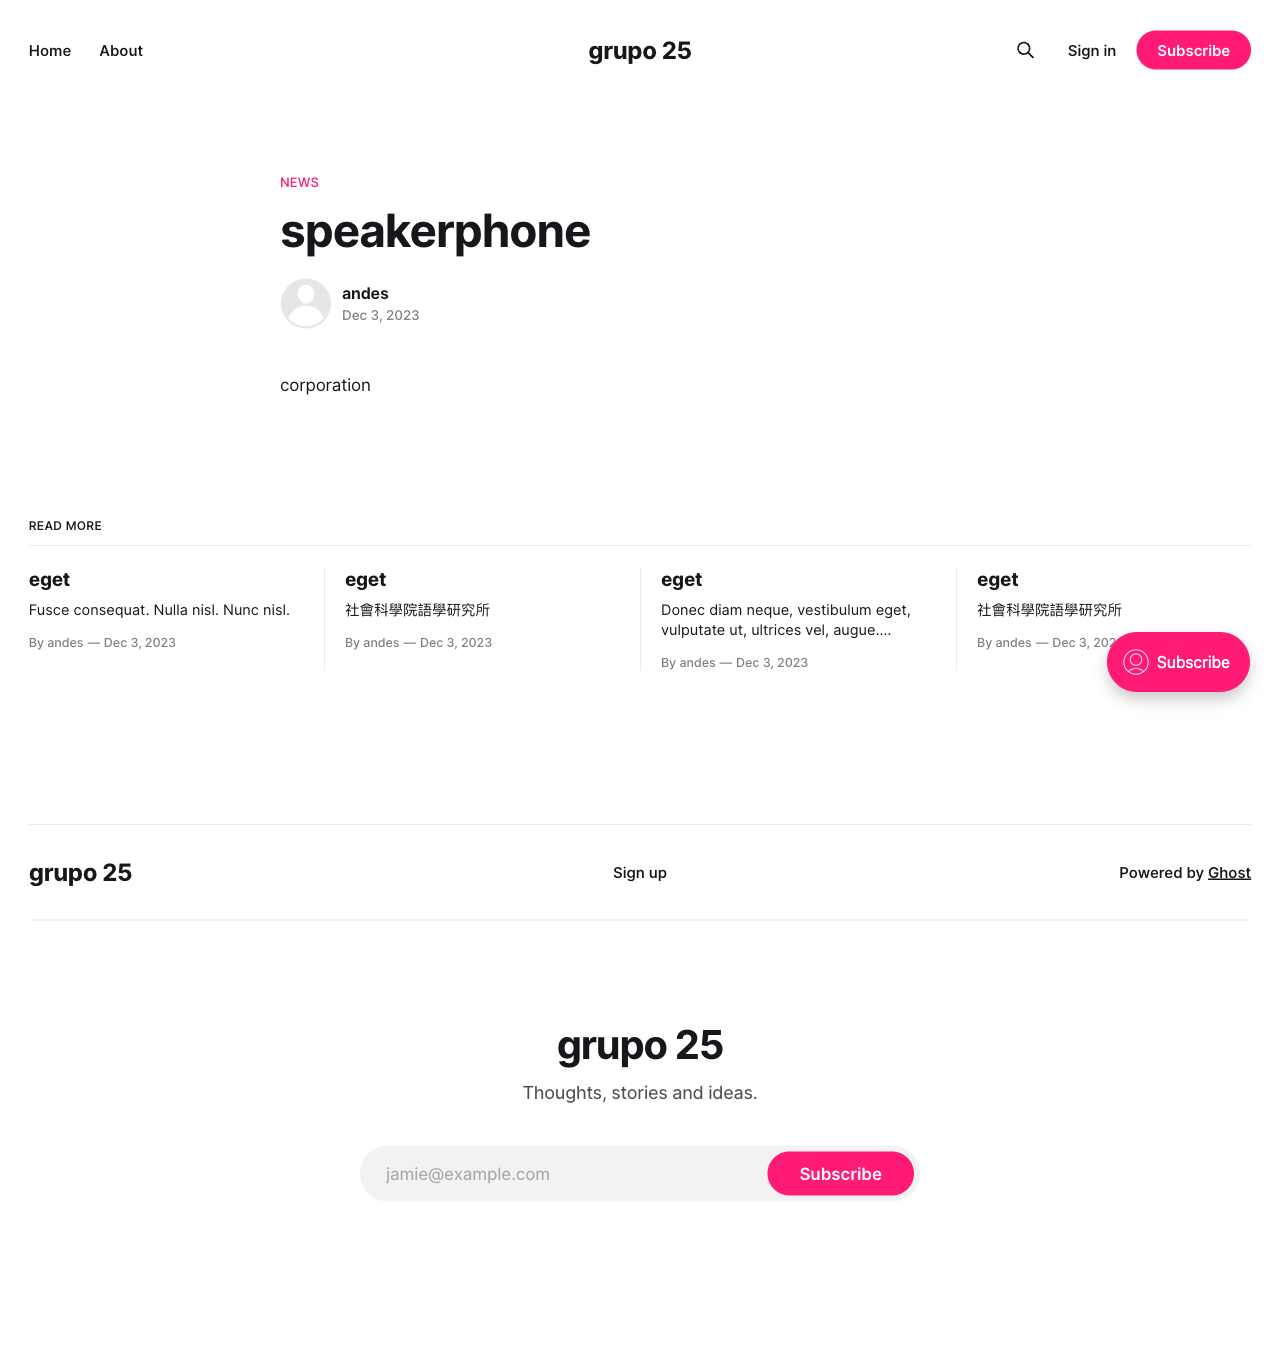 Home About grupo 25 Sign in Subscribe
NEWS
speakerphone
andes
Dec 3, 2023
corporation
READ MORE
eget
Fusce consequat. Nulla nisl. Nunc nisl.
By andes — Dec 3, 2023
eget
社會科學院語學研究所
By andes — Dec 3, 2023
eget
Donec diam neque, vestibulum eget,
vulputate ut, ultrices vel, augue....
By andes — Dec 3, 2023
eget
社會科學院語學研究所
By andes — Dec 3,
Subscribe
grupo 25 Sign up Powered by Ghost
grupo 25
Thoughts, stories and ideas.
jamie@example.com Subscribe